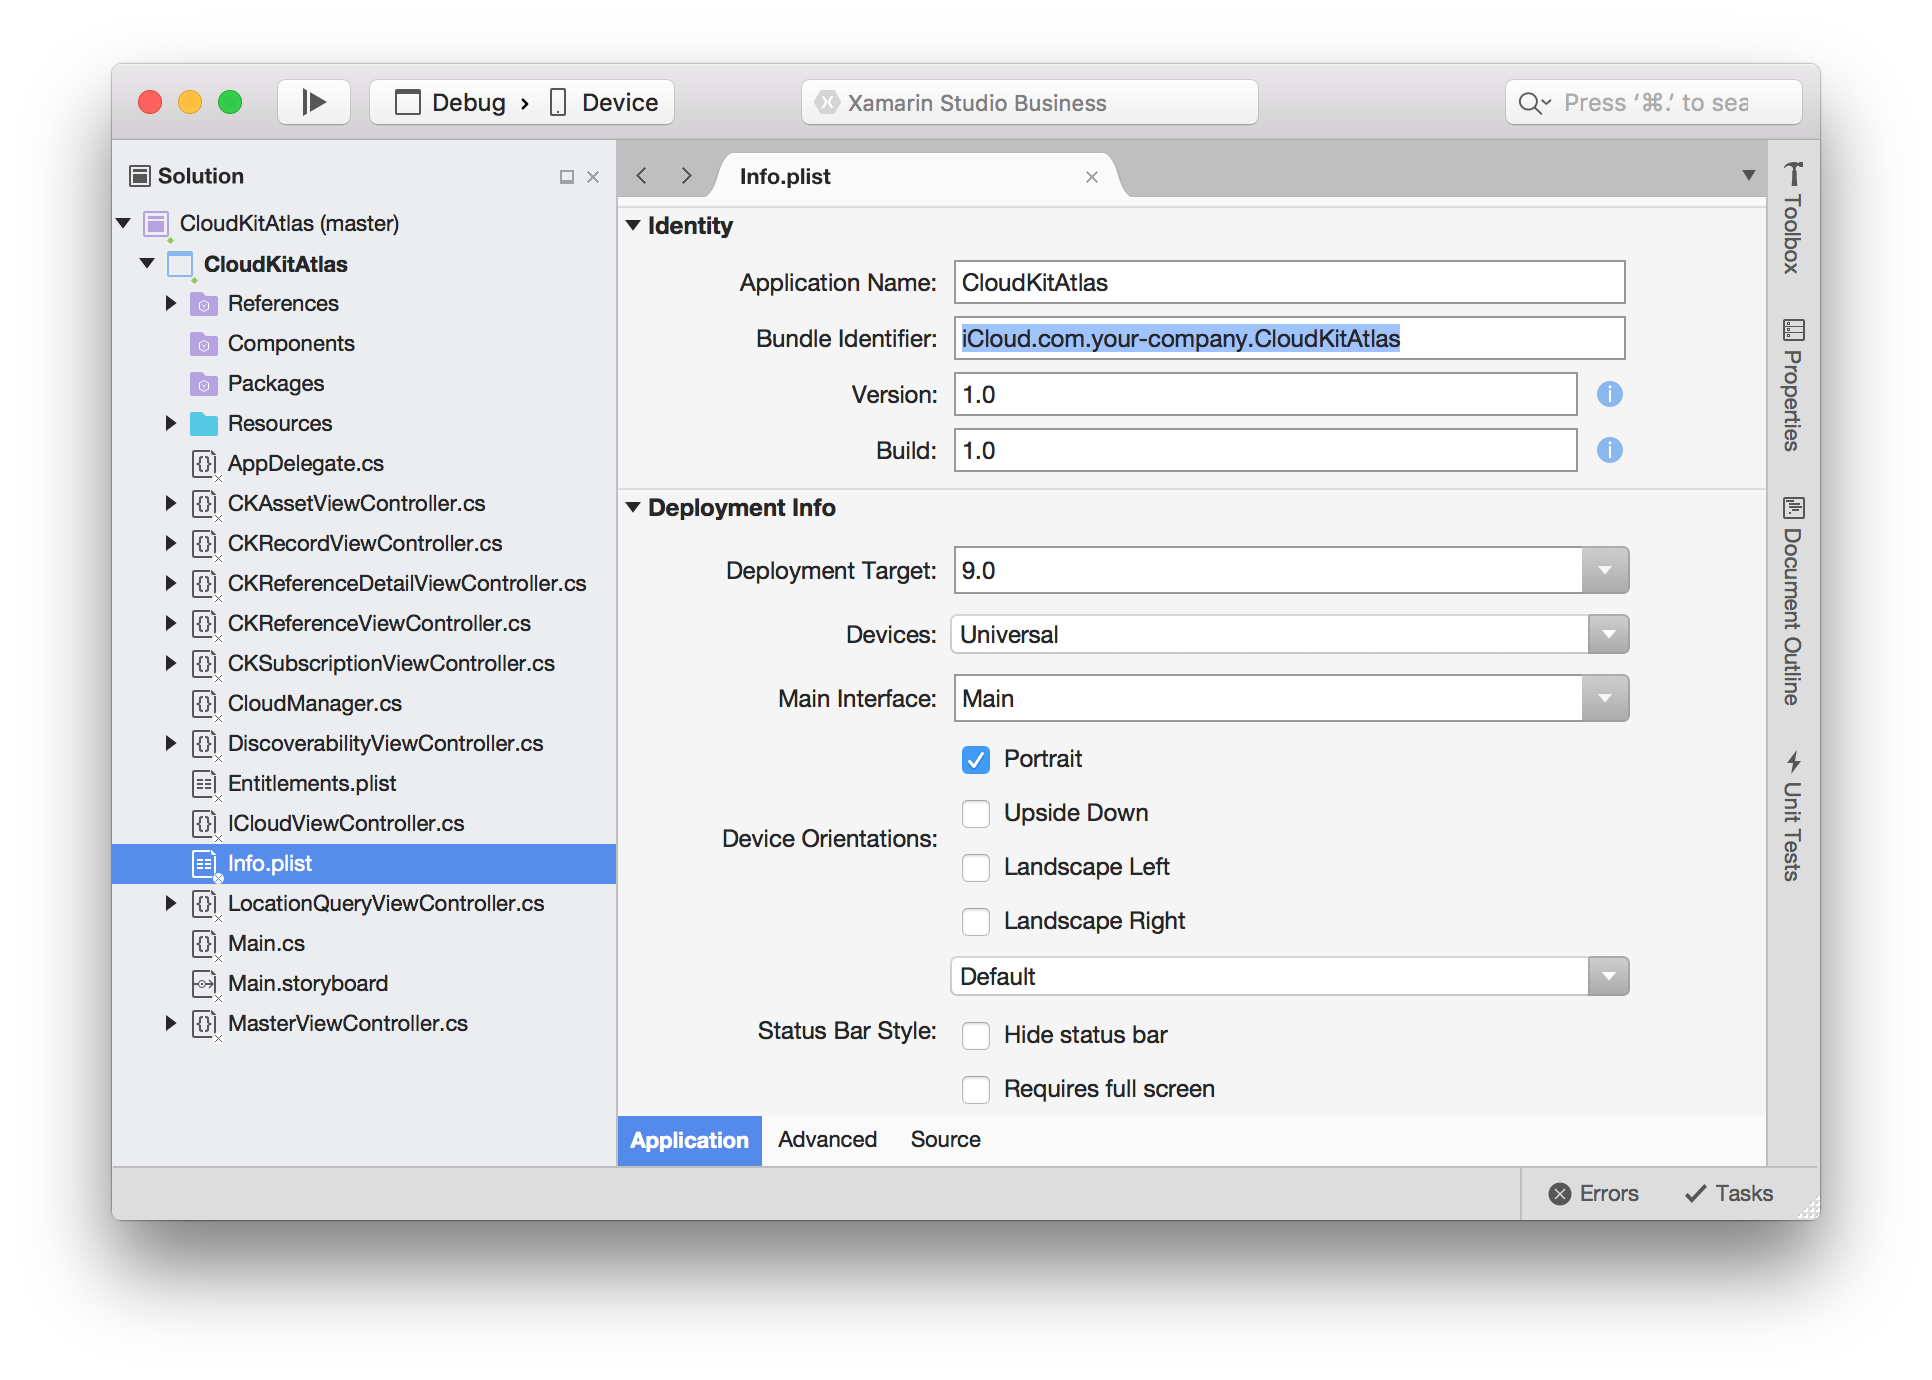 Debug › Device
Xamarin Studio Business
Press ‘⌘.’ to sea
Solution
CloudKitAtlas (master)
CloudKitAtlas
References
Components
Packages
Resources
AppDelegate.cs
CKAssetViewController.cs
CKRecordViewController.cs
CKReferenceDetailViewController.cs
CKReferenceViewController.cs
CKSubscriptionViewController.cs
CloudManager.cs
DiscoverabilityViewController.cs
Entitlements.plist
ICloudViewController.cs
Info.plist
LocationQueryViewController.cs
Main.cs
Main.storyboard
MasterViewController.cs
Info.plist
Identity
Application Name: CloudKitAtlas
Bundle Identifier: iCloud.com.your-company.CloudKitAtlas
Version: 1.0
Build: 1.0
Deployment Info
Deployment Target: 9.0
Devices: Universal
Main Interface: Main
Device Orientations:
Portrait
Upside Down
Landscape Left
Landscape Right
Default
Status Bar Style:
Hide status bar
Requires full screen
Application Advanced Source
Toolbox
Properties
Document Outline
Unit Tests
Errors Tasks